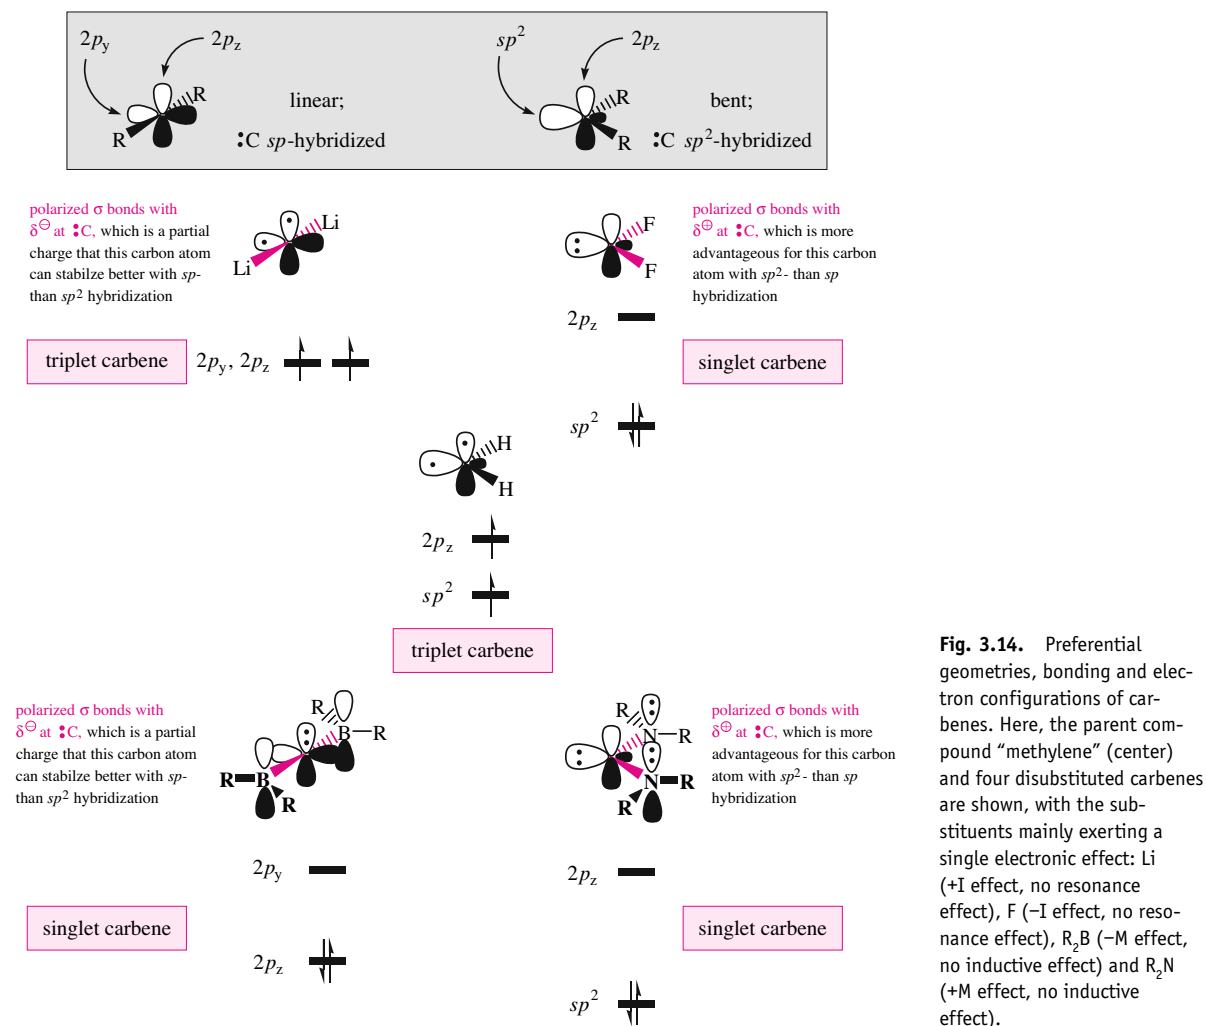 2p_y 2p_z
R
R
linear;
:C sp-hybridized
sp^2 2p_z
R
R
bent;
:C sp^2-hybridized
polarized σ bonds with
δ⊖ at :C, which is a partial
charge that this carbon atom
can stabilze better with sp-
than sp^2 hybridization
Li
Li
triplet carbene
2p_y, 2p_z
F
F
polarized σ bonds with
δ⊕ at :C, which is more
advantageous for this carbon
atom with sp^2- than sp
hybridization
2p_z
singlet carbene
sp^2
H
H
2p_z
sp^2
triplet carbene
polarized σ bonds with
δ⊖ at :C, which is a partial
charge that this carbon atom
can stabilze better with sp-
than sp^2 hybridization
R
B—R
R B
R
2p_y
singlet carbene
2p_z
R
N—R
N R
R
polarized σ bonds with
δ⊕ at :C, which is more
advantageous for this carbon
atom with sp^2- than sp
hybridization
2p_z
singlet carbene
sp^2
Fig. 3.14. Preferential
geometries, bonding and elec-
tron configurations of car-
benes. Here, the parent com-
pound “methylene” (center)
and four disubstituted carbenes
are shown, with the sub-
stituents mainly exerting a
single electronic effect: Li
(+I effect, no resonance
effect), F (–I effect, no reso-
nance effect), R_2B (–M effect,
no inductive effect) and R_2N
(+M effect, no inductive
effect).